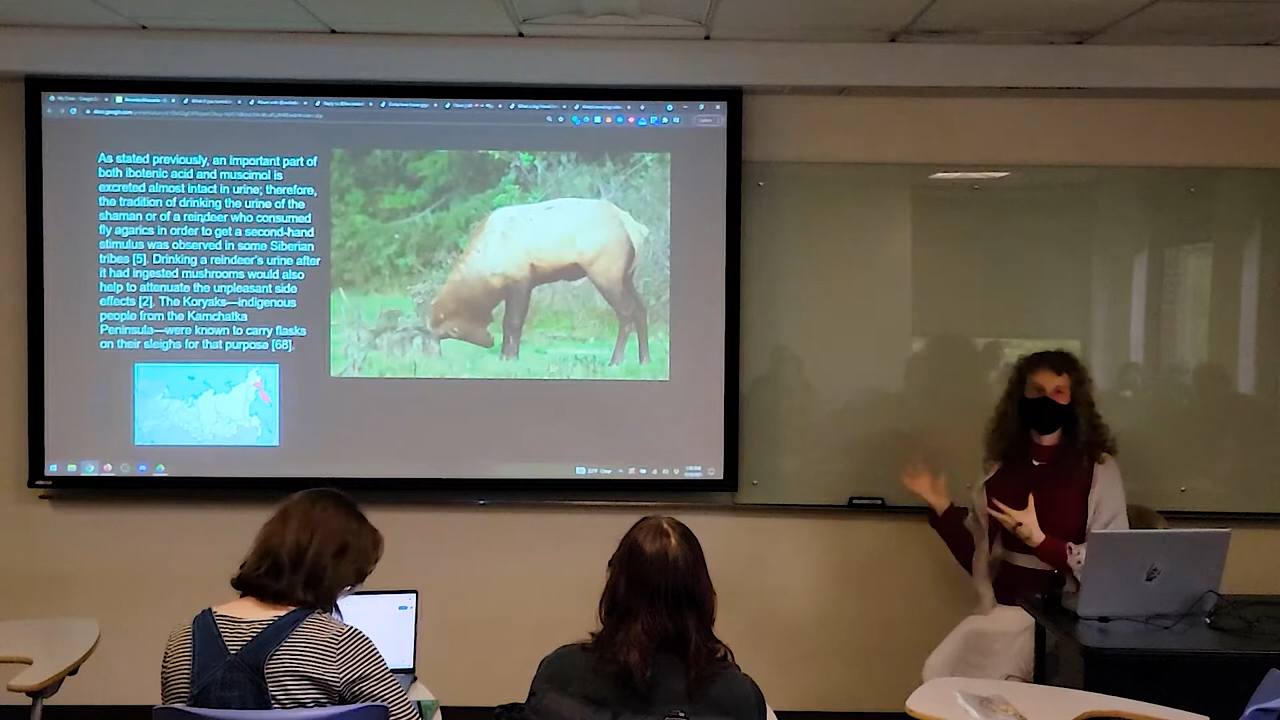 As stated previously, an important part of
both ibotenic acid and muscimol is
excreted almost intact in urine; therefore,
the tradition of drinking the urine of the
shaman or of a reindeer who consumed
fly agarics in order to get a second-hand
stimulus was observed in some Siberian
tribes [5]. Drinking a reindeer's urine after
it had ingested mushrooms would also
help to attenuate the unpleasant side
effects [2]. The Koryaks—indigenous
people from the Kamchatka
Peninsula—were known to carry flasks
on their sleighs for that purpose [68].